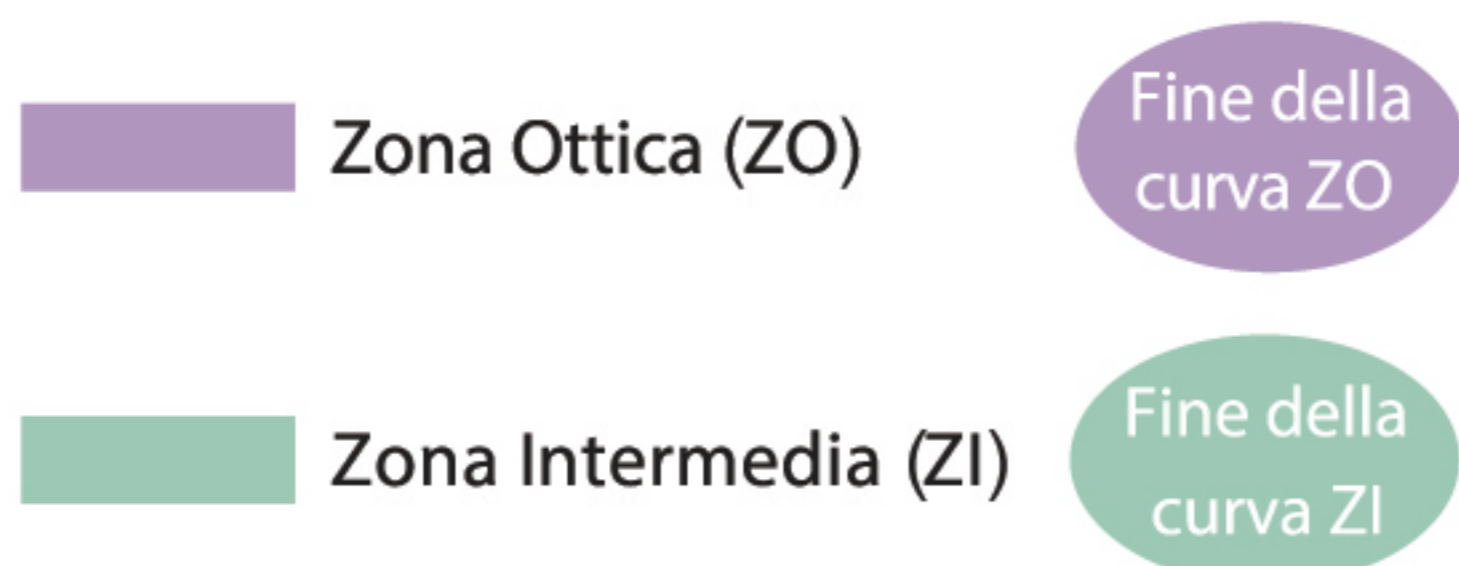 Zona Ottica (ZO)
Fine della
curva ZO
Zona Intermedia (ZI)
Fine della
curva ZI